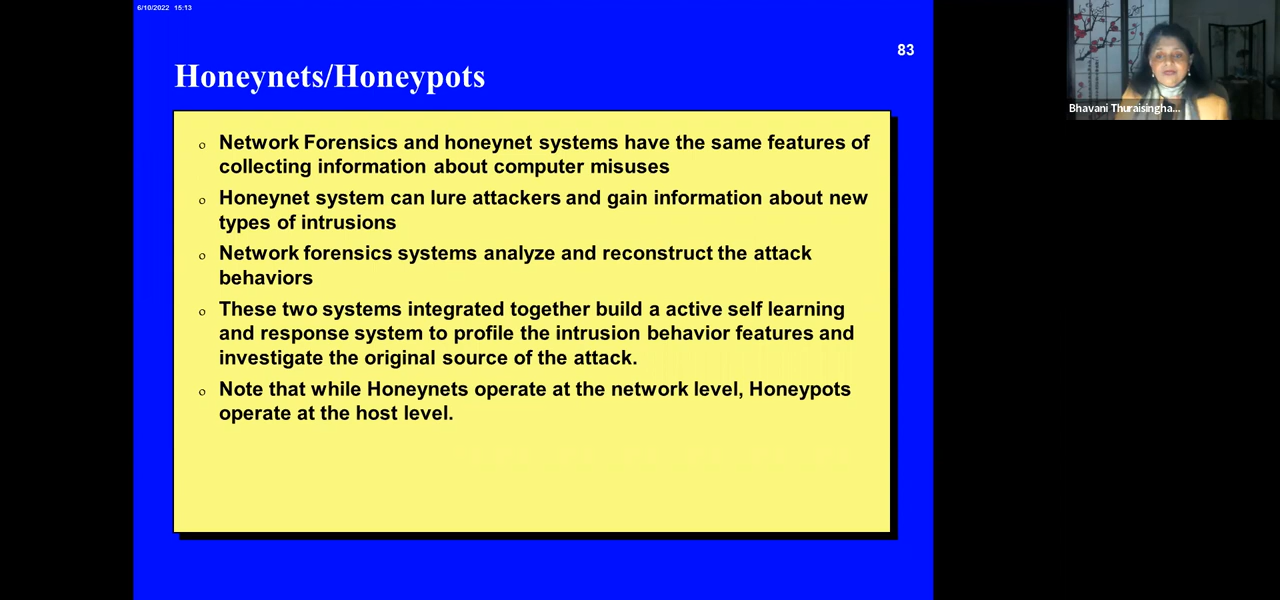 6/10/2022 15:13
83
Honeynets/Honeypots
o Network Forensics and honeynet systems have the same features of
collecting information about computer misuses
o Honeynet system can lure attackers and gain information about new
types of intrusions
o Network forensics systems analyze and reconstruct the attack
behaviors
o These two systems integrated together build a active self learning
and response system to profile the intrusion behavior features and
investigate the original source of the attack.
o Note that while Honeynets operate at the network level, Honeypots
operate at the host level.
Bhavani Thuraisingha...